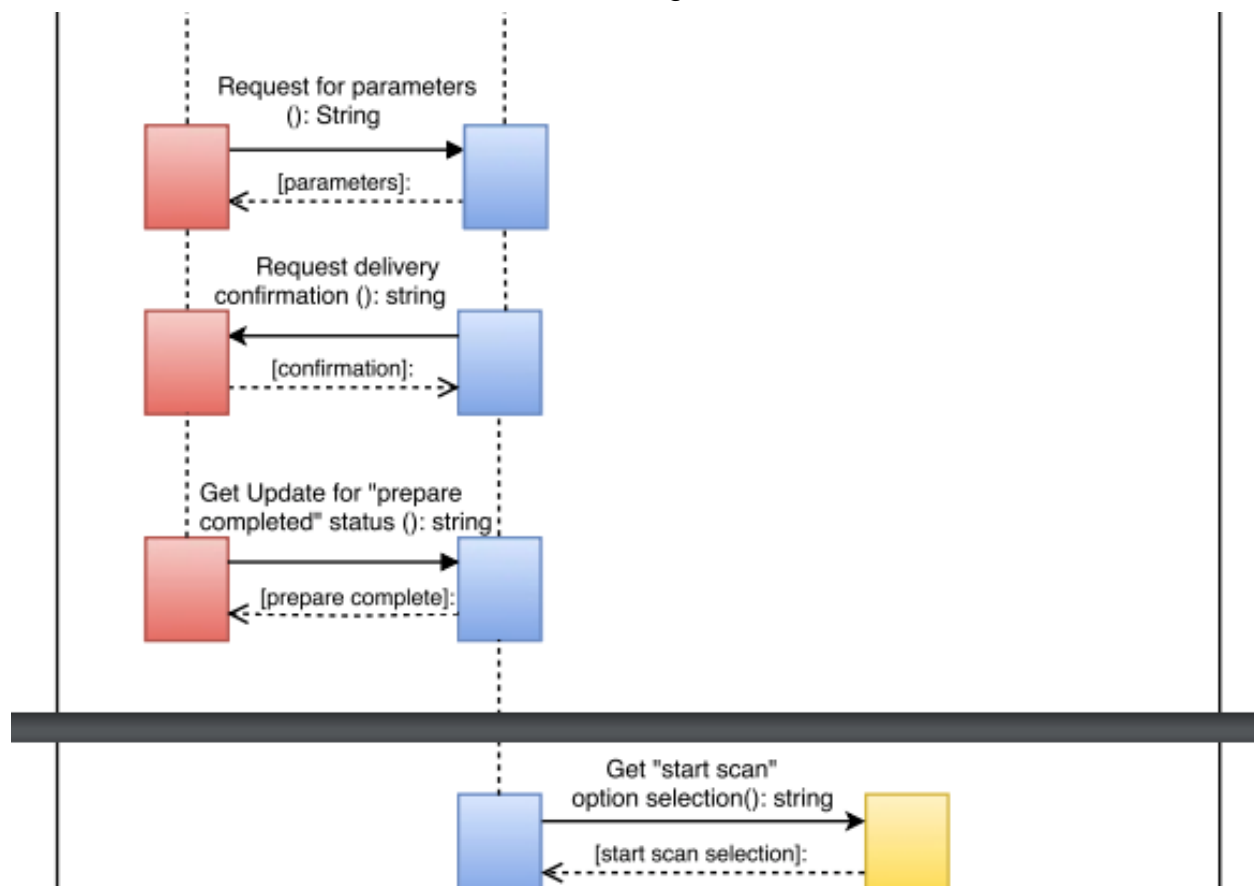 Request for parameters
(): String
[parameters]:
Request delivery
confirmation (): string
[confirmation]:
Get Update for "prepare
completed" status (): string
[prepare complete]:
Get "start scan"
option selection(): string
[start scan selection]: